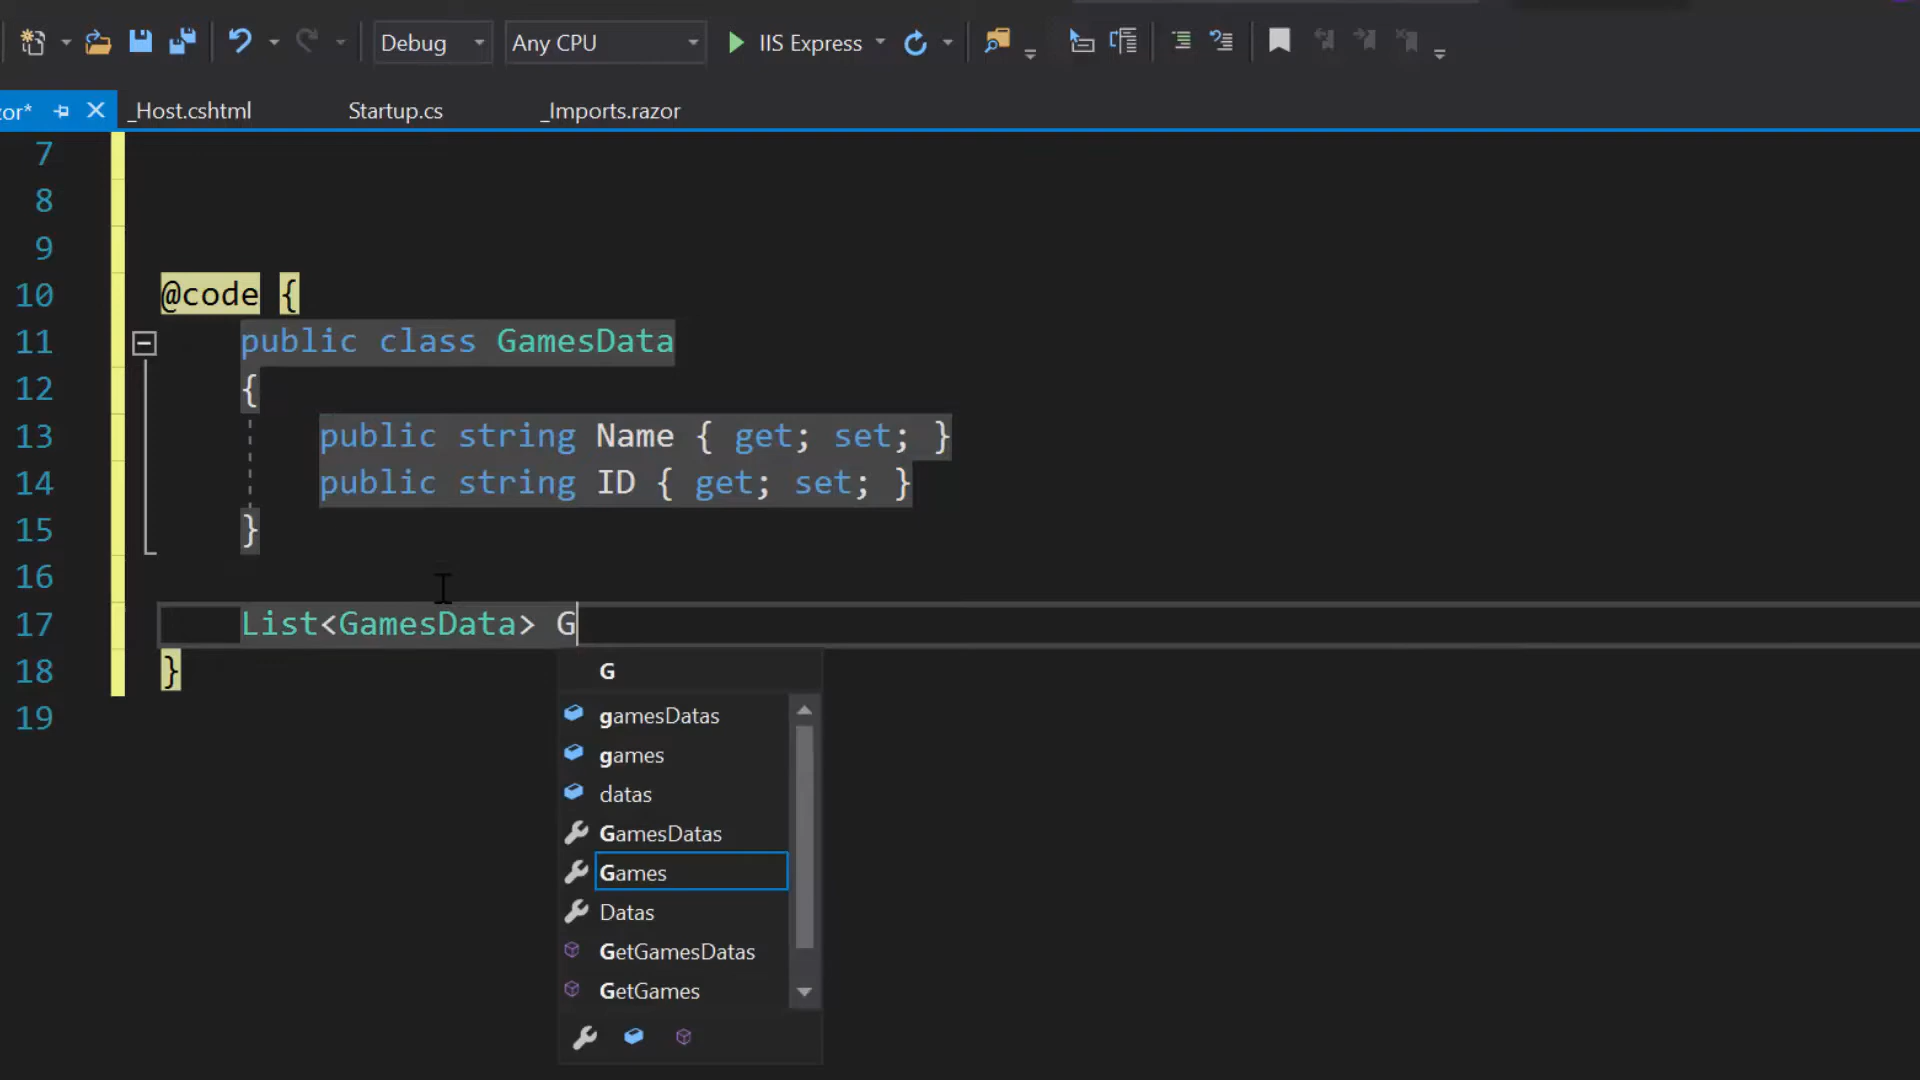 Debug Any CPU IIS Express
or* _Host.cshtml Startup.cs _Imports.razor
7
8
9
10 @code {
11 public class GamesData
12 {
13 public string Name { get; set; }
14 public string ID { get; set; }
15 }
16
17 List<GamesData> G
18 }
19
G
gamesDatas
games
datas
GamesDatas
Games
Datas
GetGamesDatas
GetGames